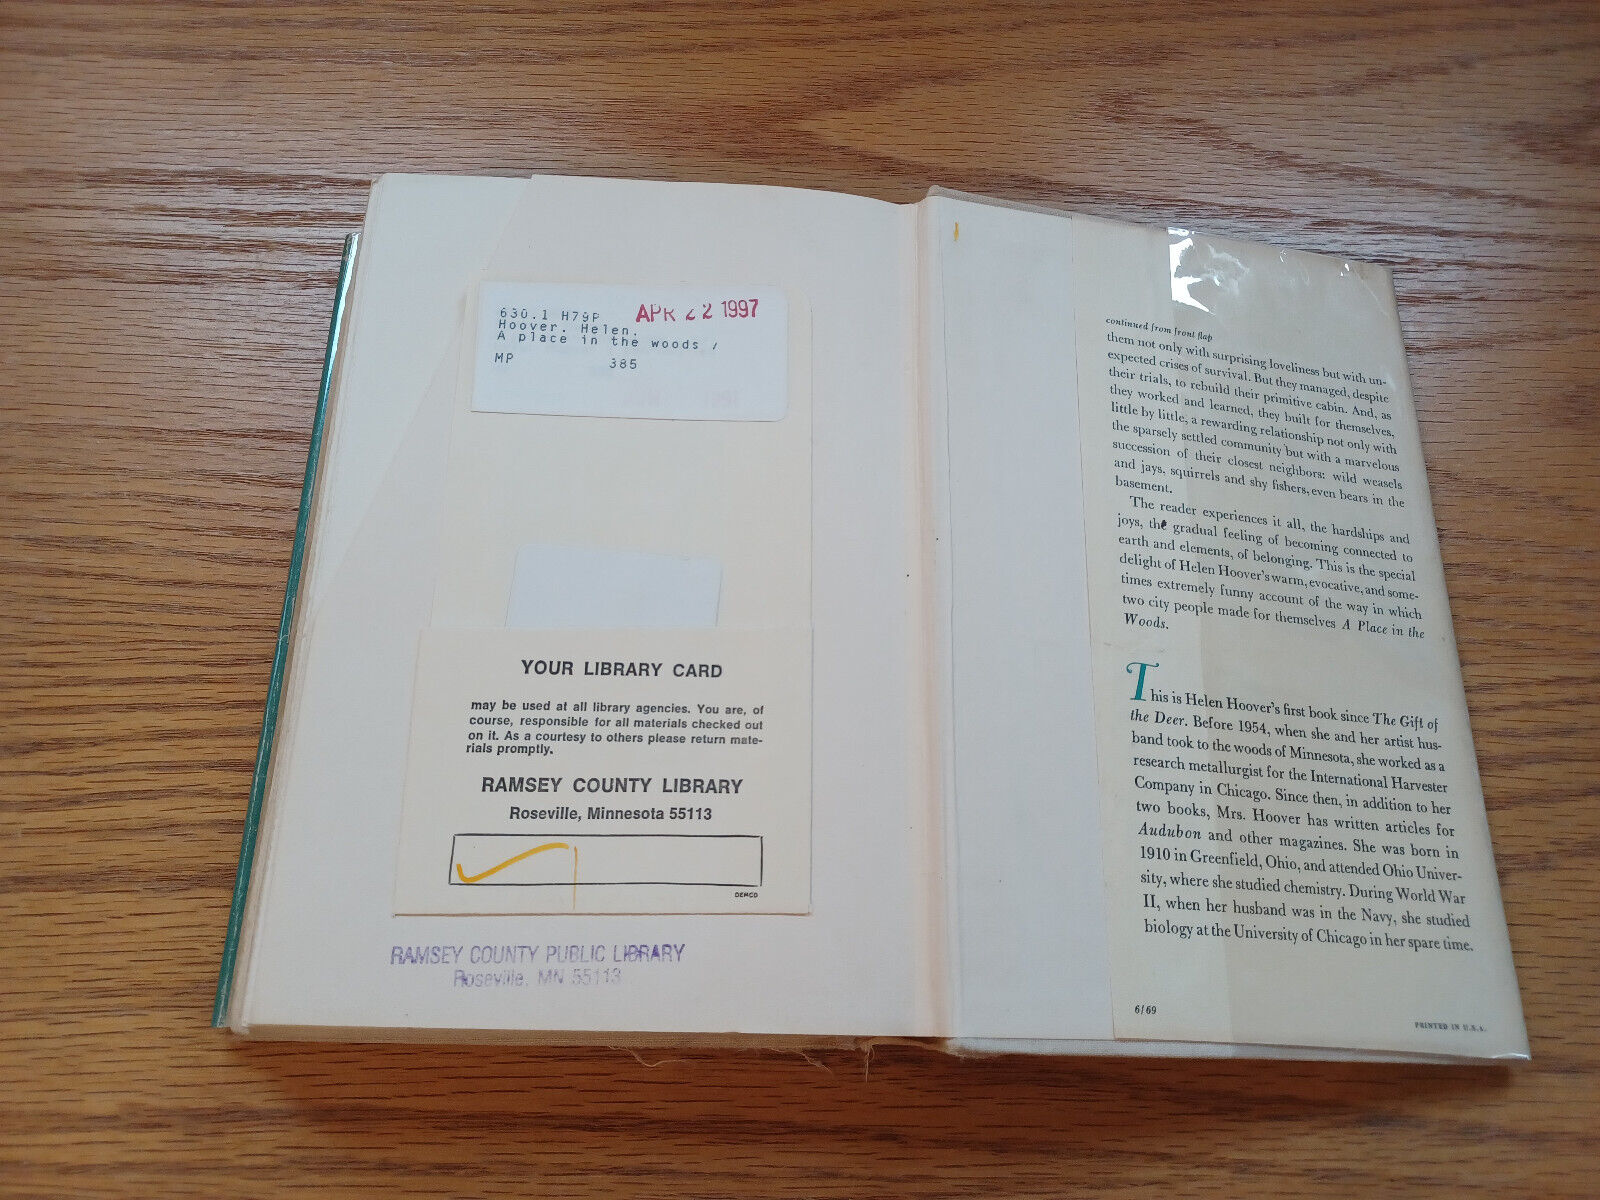 630.1 H79P APR 22 1997
Hoover, Helen.
A place in the woods /
MP 385
YOUR LIBRARY CARD
may be used at all library agencies. You are, of
course, responsible for all materials checked out
on it. As a courtesy to others please return mate-
rials promptly.
RAMSEY COUNTY LIBRARY
Roseville, Minnesota 55113
DEMCO
RAMSEY COUNTY PUBLIC LIBRARY
Roseville, MN 55113
continued from front flap
them not only with surprising loveliness but with un-
expected crises of survival. But they managed, despite
their trials, to rebuild their primitive cabin. And, as
they worked and learned, they built for themselves,
little by little, a rewarding relationship not only with
the sparsely settled community but with a marvelous
succession of their closest neighbors: wild weasels
and jays, squirrels and shy fishers, even bears in the
basement.
The reader experiences it all, the hardships and
joys, the gradual feeling of becoming connected to
earth and elements, of belonging. This is the special
delight of Helen Hoover's warm, evocative, and some-
times extremely funny account of the way in which
two city people made for themselves A Place in the
Woods.
This is Helen Hoover's first book since The Gift of
the Deer. Before 1954, when she and her artist hus-
band took to the woods of Minnesota, she worked as a
research metallurgist for the International Harvester
Company in Chicago. Since then, in addition to her
two books, Mrs. Hoover has written articles for
Audubon and other magazines. She was born in
1910 in Greenfield, Ohio, and attended Ohio Univer-
sity, where she studied chemistry. During World War
II, when her husband was in the Navy, she studied
biology at the University of Chicago in her spare time.
6/69
PRINTED IN U.S.A.